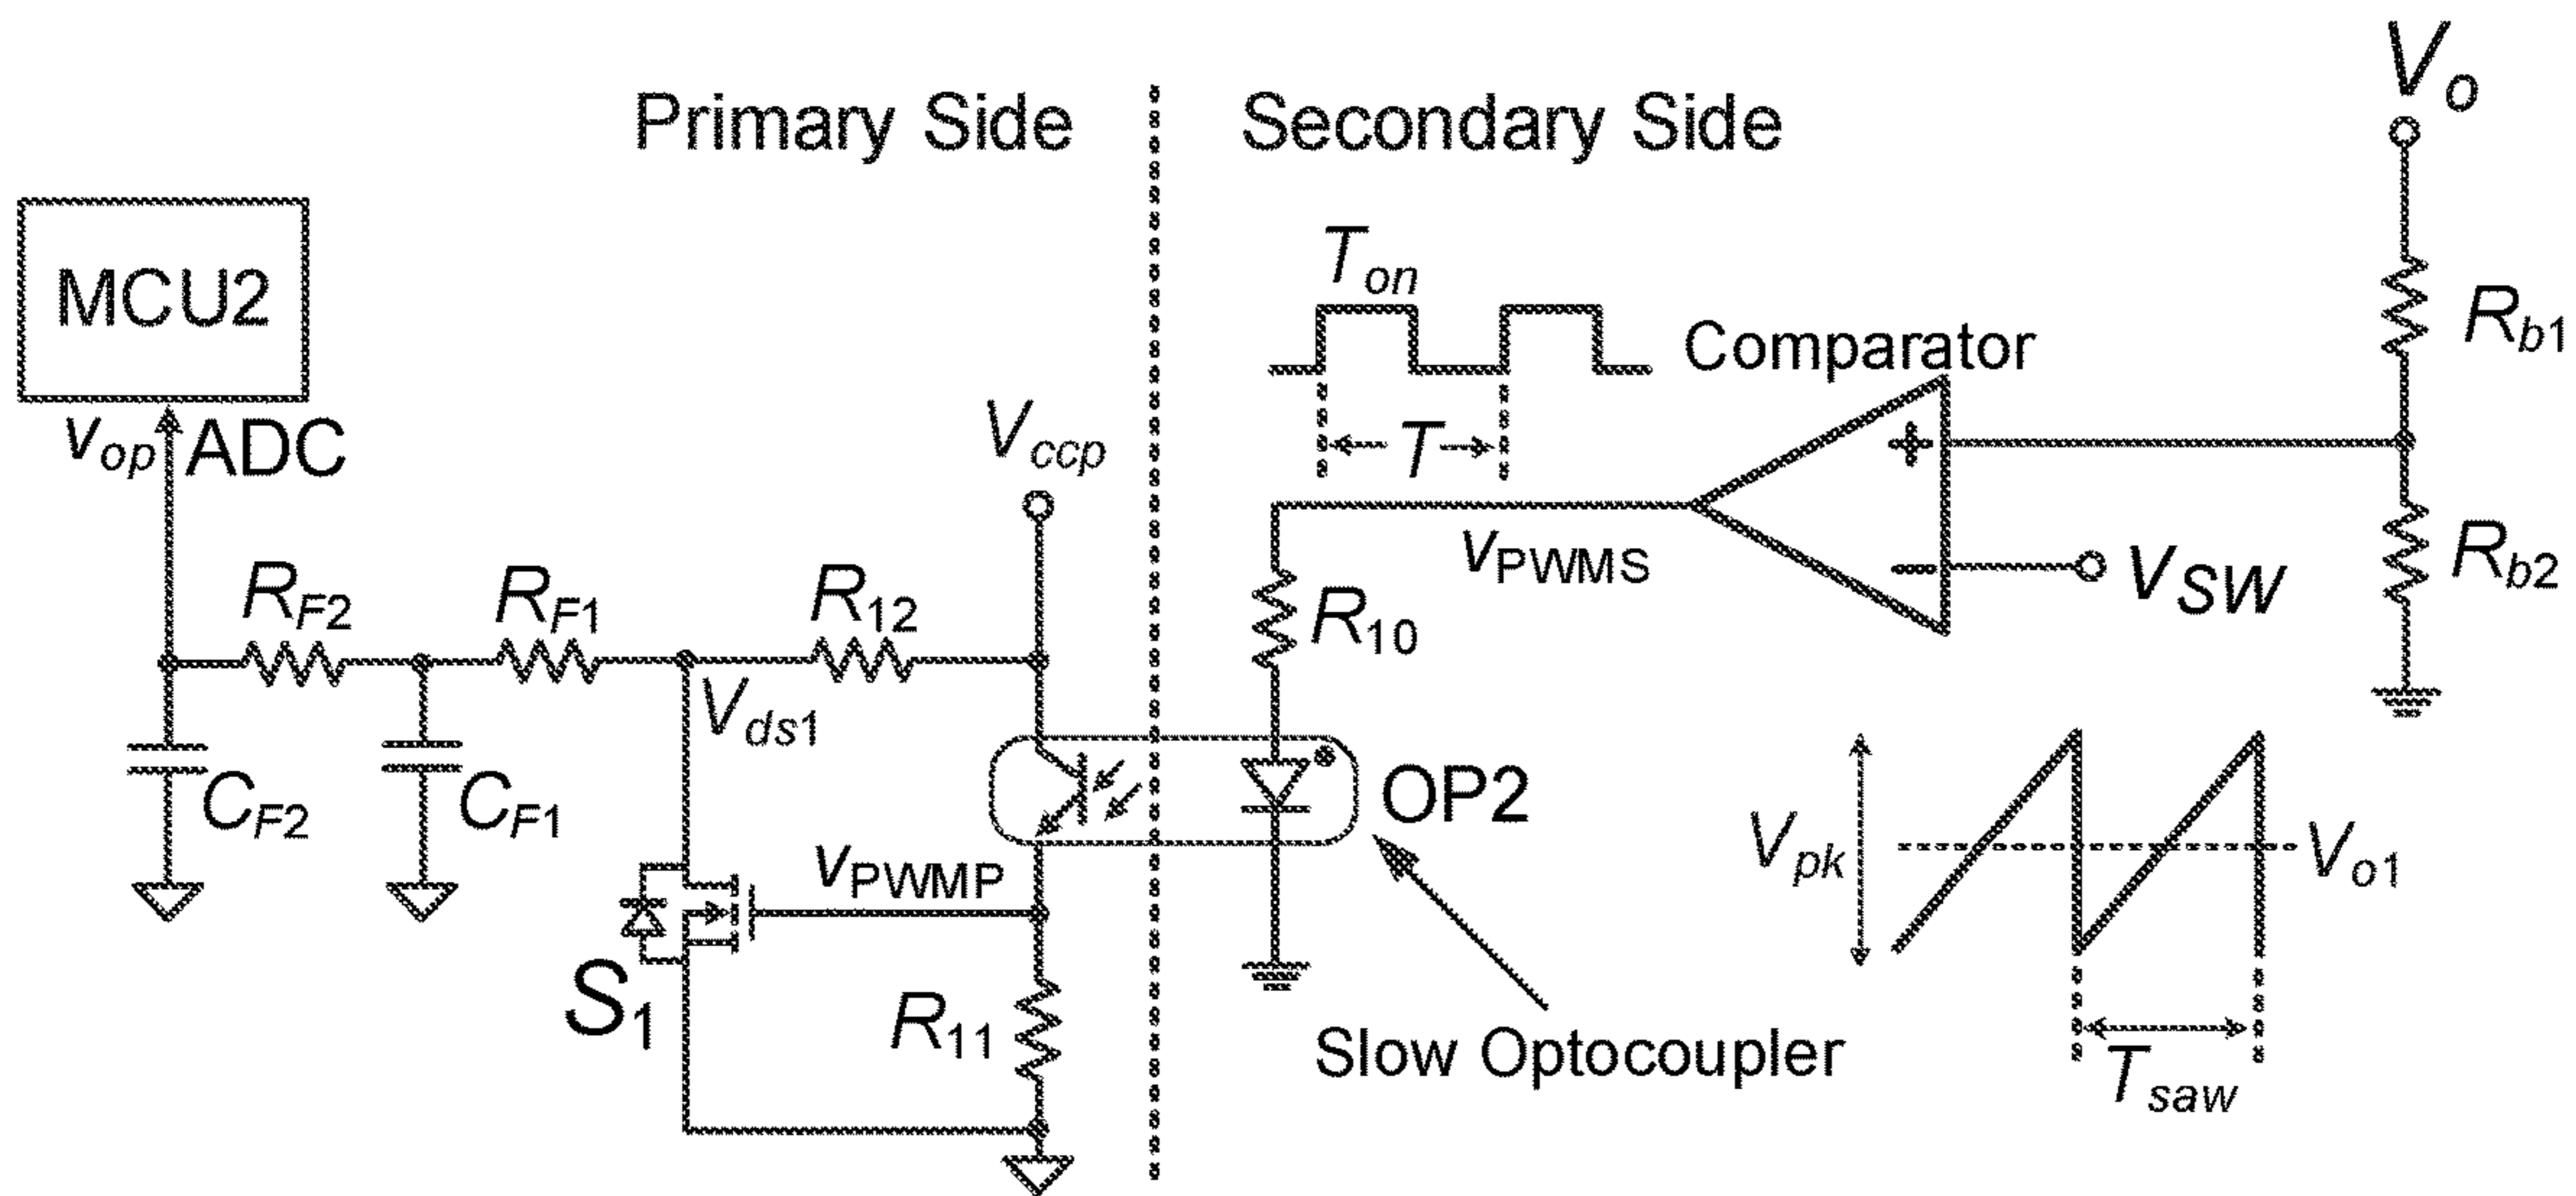 Primary Side
Secondary Side
Vo
MCU2
Ton
T
Comparator
Rb1
vop
ADC
Vccp
+
vPWMS
−
VSW
Rb2
RF2
RF1
R12
R10
Vds1
CF2
CF1
OP2
Vpk
Vo1
vPWMP
S1
R11
Slow Optocoupler
Tsaw